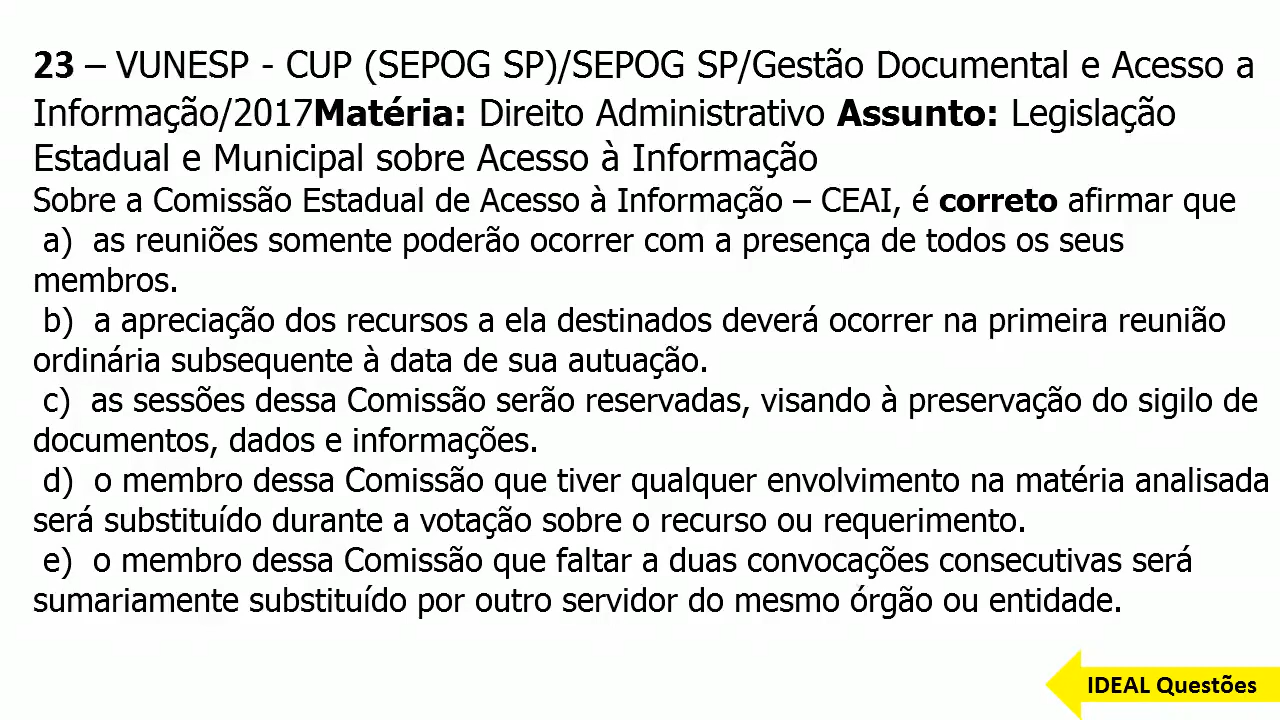 23 – VUNESP - CUP (SEPOG SP)/SEPOG SP/Gestão Documental e Acesso a
Informação/2017Matéria: Direito Administrativo Assunto: Legislação
Estadual e Municipal sobre Acesso à Informação
Sobre a Comissão Estadual de Acesso à Informação – CEAI, é correto afirmar que
a) as reuniões somente poderão ocorrer com a presença de todos os seus
membros.
b) a apreciação dos recursos a ela destinados deverá ocorrer na primeira reunião
ordinária subsequente à data de sua autuação.
c) as sessões dessa Comissão serão reservadas, visando à preservação do sigilo de
documentos, dados e informações.
d) o membro dessa Comissão que tiver qualquer envolvimento na matéria analisada
será substituído durante a votação sobre o recurso ou requerimento.
e) o membro dessa Comissão que faltar a duas convocações consecutivas será
sumariamente substituído por outro servidor do mesmo órgão ou entidade.
IDEAL Questões